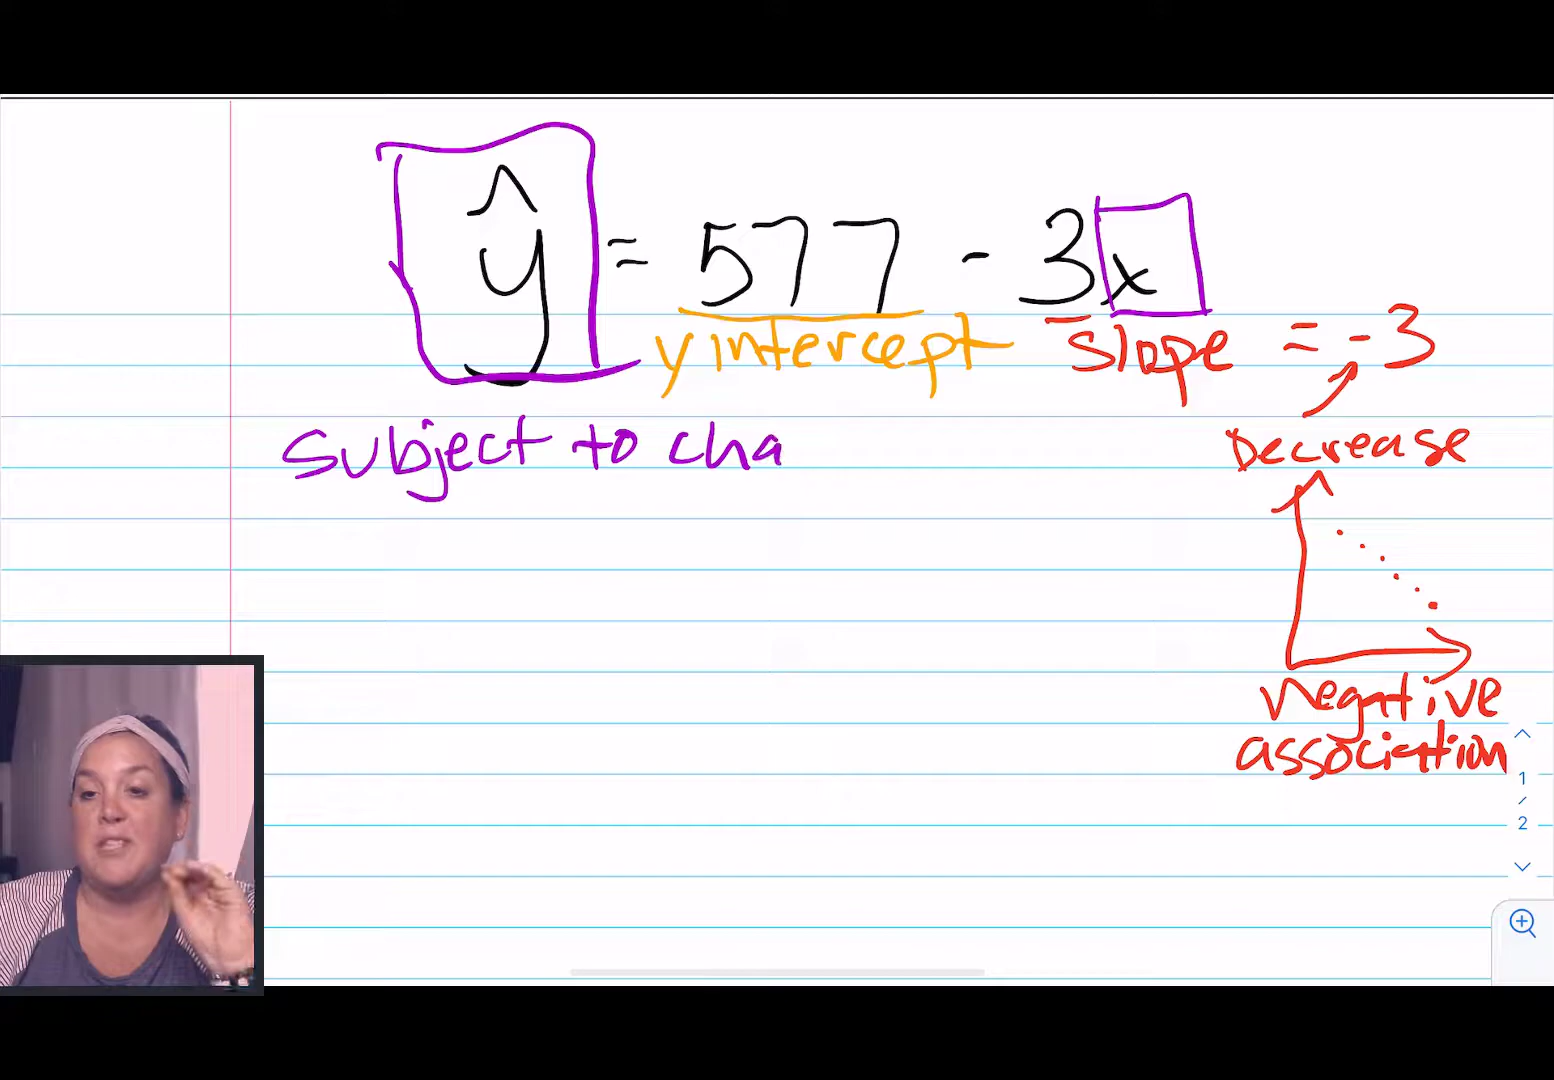 ŷ = 577 - 3x
y intercept slope = -3
subject to cha
Decrease
negative
association
1
/
2